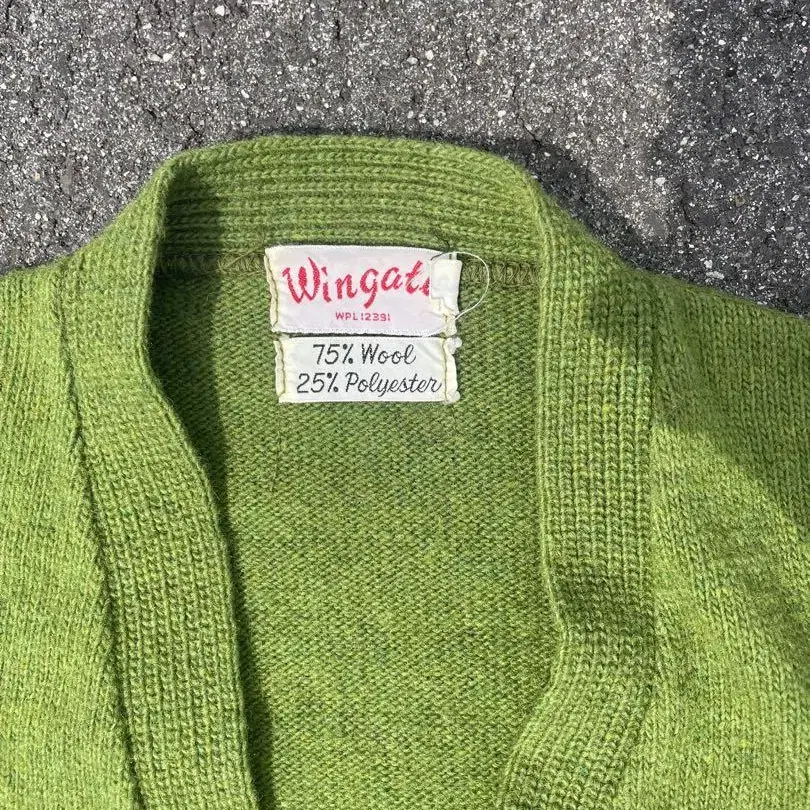 Wingate
WPL 12391
75% Wool
25% Polyester